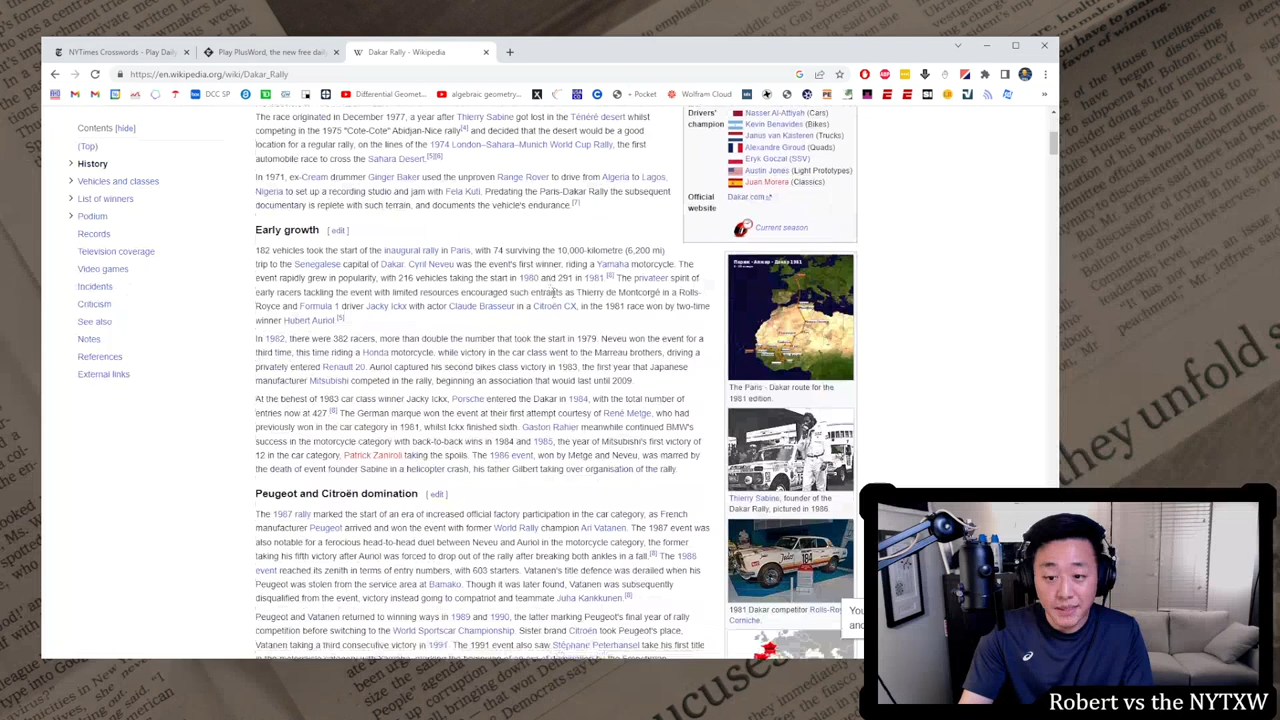 NYTimes Crosswords - Play Daily
Play PlusWord, the new free daily
Dakar Rally - Wikipedia
https://en.wikipedia.org/wiki/Dakar_Rally
DCC SP
Differential Geomet...
algebraic geometry...
+ Pocket
Wolfram Cloud
Contents [hide]
(Top)
History
Vehicles and classes
List of winners
Podium
Records
Television coverage
Video games
Incidents
Criticism
See also
Notes
References
External links
The race originated in December 1977, a year after Thierry Sabine got lost in the Ténéré desert whilst
competing in the 1975 "Cote-Cote" Abidjan-Nice rally[4] and decided that the desert would be a good
location for a regular rally, on the lines of the 1974 London–Sahara–Munich World Cup Rally, the first
automobile race to cross the Sahara Desert.[5][6]
In 1971, ex-Cream drummer Ginger Baker used the unproven Range Rover to drive from Algeria to Lagos,
Nigeria to set up a recording studio and jam with Fela Kuti. Predating the Paris-Dakar Rally the subsequent
documentary is replete with such terrain, and documents the vehicle's endurance.[7]
Early growth [ edit ]
182 vehicles took the start of the inaugural rally in Paris, with 74 surviving the 10,000-kilometre (6,200 mi)
trip to the Senegalese capital of Dakar. Cyril Neveu was the event's first winner, riding a Yamaha motorcycle. The
event rapidly grew in popularity, with 216 vehicles taking the start in 1980 and 291 in 1981.[8] The privateer spirit of
early racers tackling the event with limited resources encouraged such entrants as Thierry de Montcorgé in a Rolls-
Royce and Formula 1 driver Jacky Ickx with actor Claude Brasseur in a Citroën CX, in the 1981 race won by two-time
winner Hubert Auriol.[5]
In 1982, there were 382 racers, more than double the number that took the start in 1979. Neveu won the event for a
third time, this time riding a Honda motorcycle, while victory in the car class went to the Marreau brothers, driving a
privately entered Renault 20. Auriol captured his second bikes class victory in 1983, the first year that Japanese
manufacturer Mitsubishi competed in the rally, beginning an association that would last until 2009.
At the behest of 1983 car class winner Jacky Ickx, Porsche entered the Dakar in 1984, with the total number of
entries now at 427.[8] The German marque won the event at their first attempt courtesy of René Metge, who had
previously won in the car category in 1981, whilst Ickx finished sixth. Gaston Rahier meanwhile continued BMW's
success in the motorcycle category with back-to-back wins in 1984 and 1985, the year of Mitsubishi's first victory of
12 in the car category, Patrick Zaniroli taking the spoils. The 1986 event, won by Metge and Neveu, was marred by
the death of event founder Sabine in a helicopter crash, his father Gilbert taking over organisation of the rally.
Peugeot and Citroën domination [ edit ]
The 1987 rally marked the start of an era of increased official factory participation in the car category, as French
manufacturer Peugeot arrived and won the event with former World Rally champion Ari Vatanen. The 1987 event was
also notable for a ferocious head-to-head duel between Neveu and Auriol in the motorcycle category, the former
taking his fifth victory after Auriol was forced to drop out of the rally after breaking both ankles in a fall.[8] The 1988
event reached its zenith in terms of entry numbers, with 603 starters. Vatanen's title defence was derailed when his
Peugeot was stolen from the service area at Bamako. Though it was later found, Vatanen was subsequently
disqualified from the event, victory instead going to compatriot and teammate Juha Kankkunen.[8]
Peugeot and Vatanen returned to winning ways in 1989 and 1990, the latter marking Peugeot's final year of rally
competition before switching to the World Sportscar Championship. Sister brand Citroën took Peugeot's place,
Vatanen taking a third consecutive victory in 1991. The 1991 event also saw Stéphane Peterhansel take his first title
Drivers' champion
Nasser Al-Attiyah (Cars)
Kevin Benavides (Bikes)
Janus van Kasteren (Trucks)
Alexandre Giroud (Quads)
Eryk Goczal (SSV)
Austin Jones (Light Prototypes)
Juan Morera (Classics)
Official website
Dakar.com
Current season
The Paris - Dakar route for the
1981 edition.
Thierry Sabine, founder of the
Dakar Rally, pictured in 1986
184
1981 Dakar competitor Rolls-Ro
Corniche.
Robert vs the NYTXW
they unfold